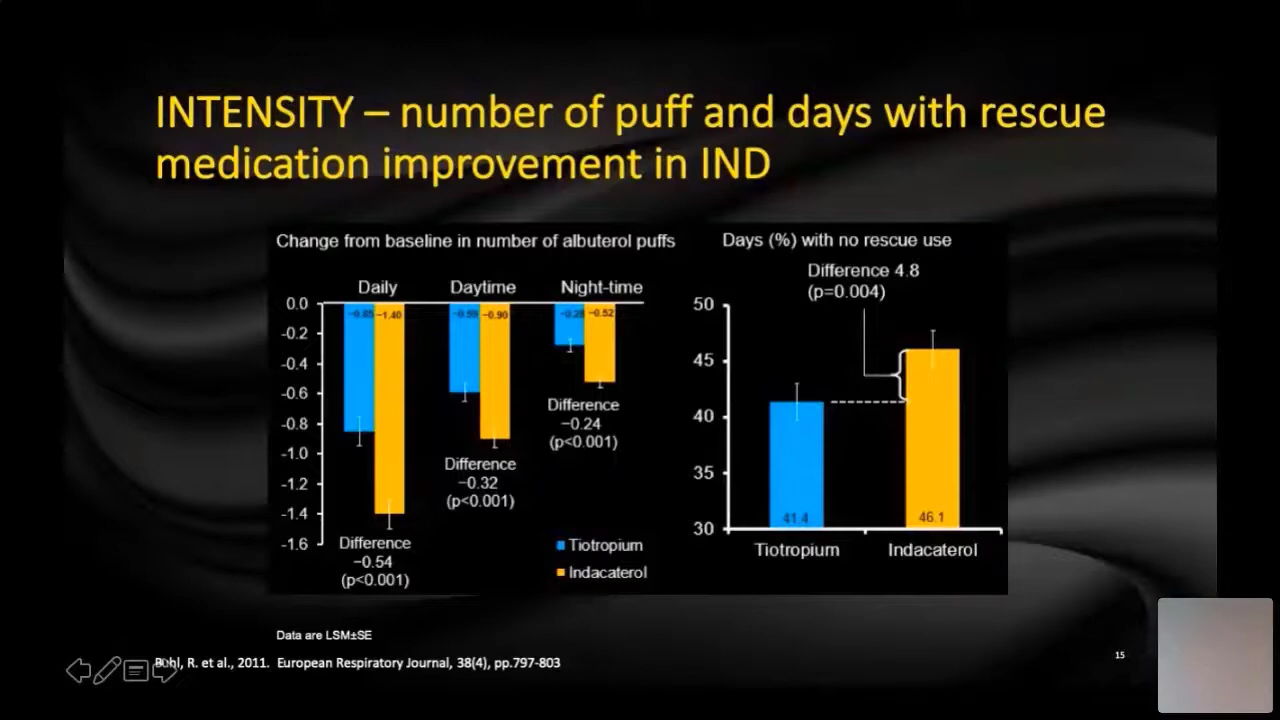 INTENSITY – number of puff and days with rescue
medication improvement in IND
Change from baseline in number of albuterol puffs
Daily Daytime Night-time
0.0
-0.2
-0.4
-0.6
-0.8
-1.0
-1.2
-1.4
-1.6
−0.85 −1.40 −0.59 −0.90 −0.28 −0.52
Difference
−0.54
(p<0.001)
Difference
−0.32
(p<0.001)
Difference
−0.24
(p<0.001)
Tiotropium
Indacaterol
Days (%) with no rescue use
Difference 4.8
(p=0.004)
50
45
40
35
30
41.4 46.1
Tiotropium Indacaterol
Data are LSM±SE
R. et al., 2011. European Respiratory Journal, 38(4), pp.797-803
15